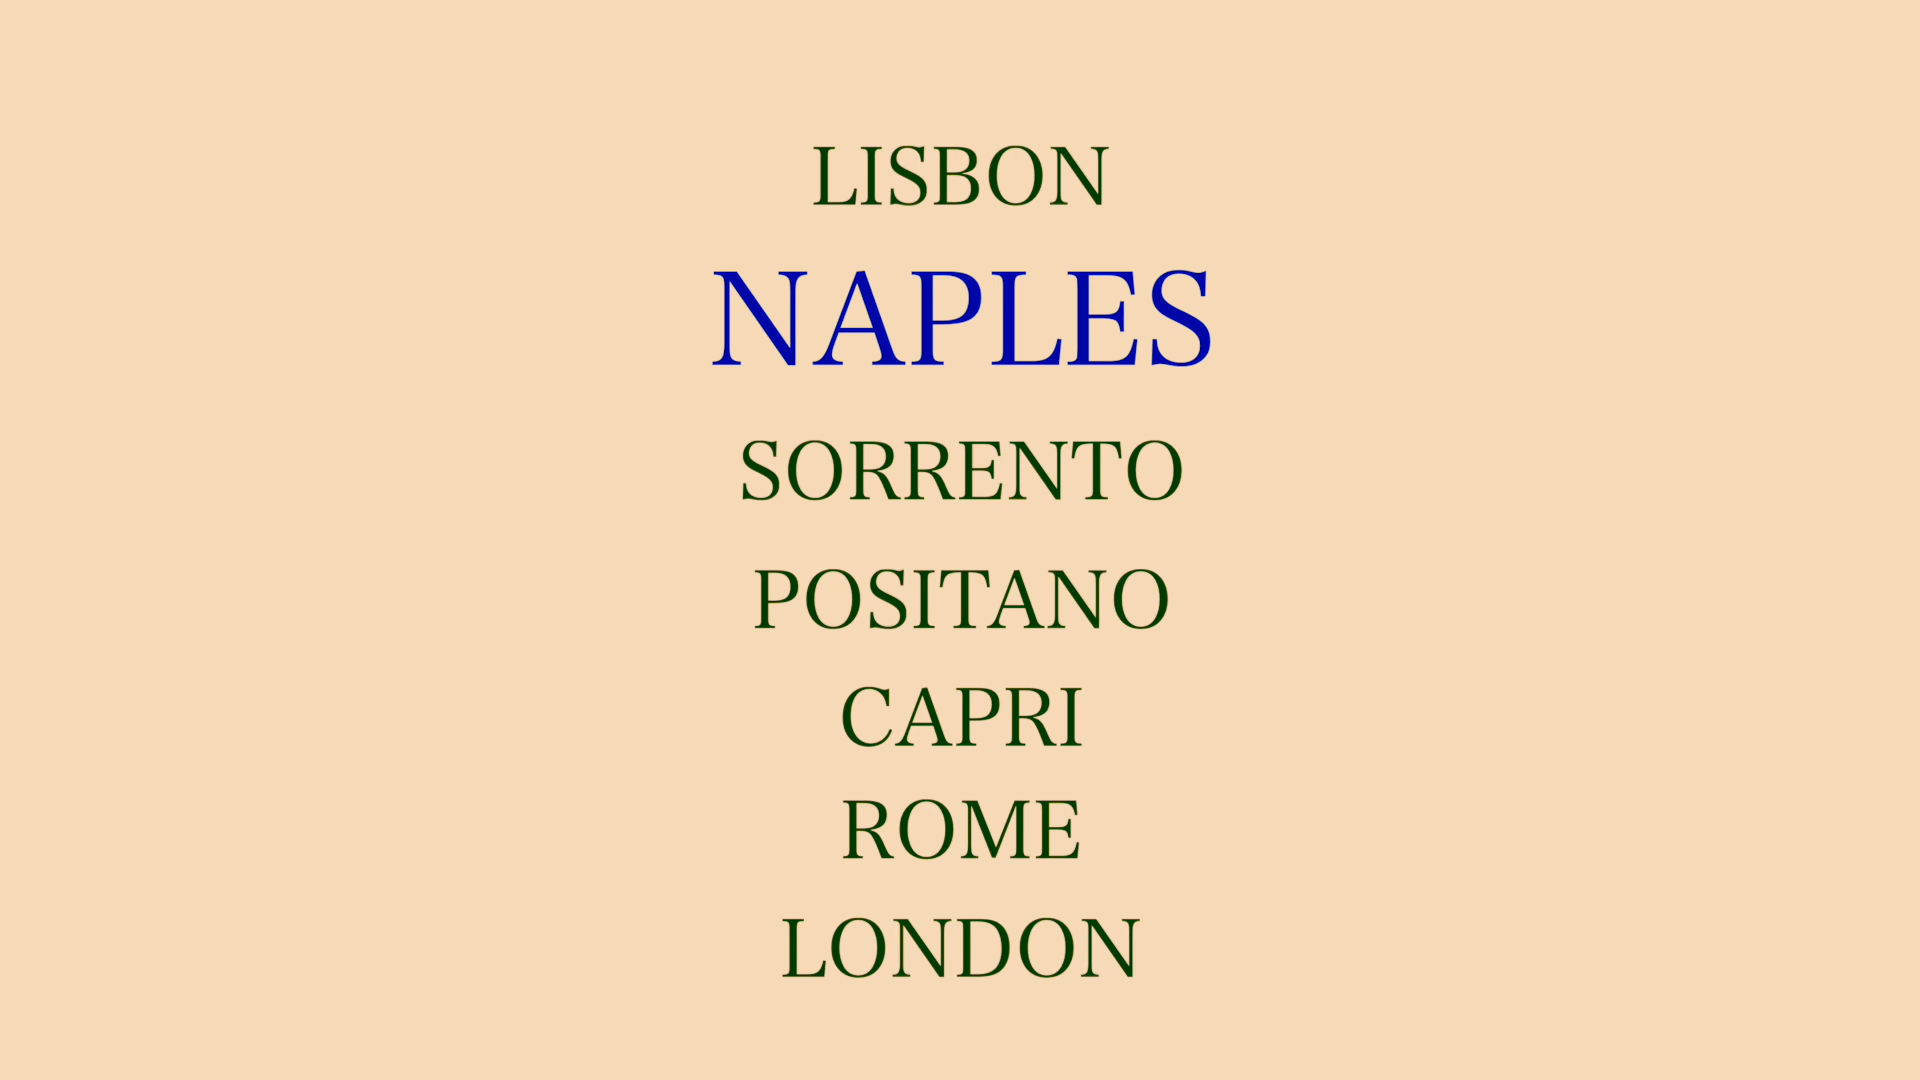 LISBON
NAPLES
SORRENTO
POSITANO
CAPRI
ROME
LONDON